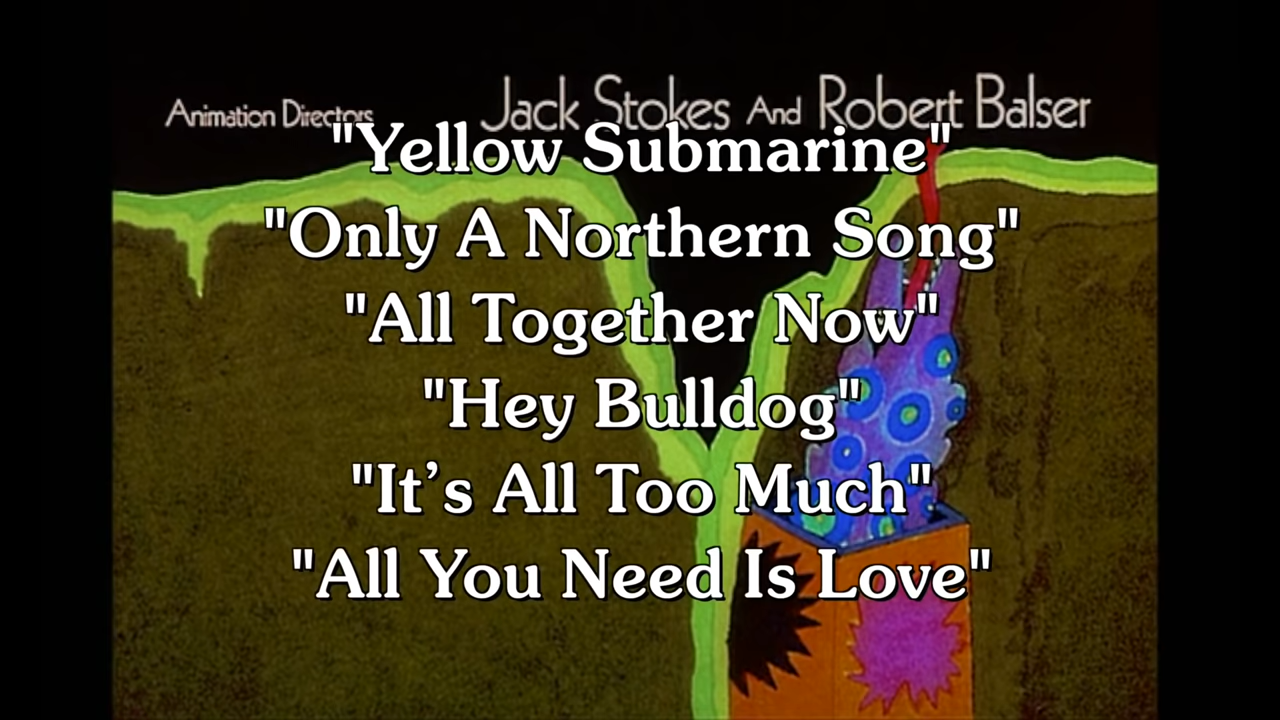 Animation Directors Jack Stokes And Robert Balser
"Yellow Submarine"
"Only A Northern Song"
"All Together Now"
"Hey Bulldog"
"It’s All Too Much"
"All You Need Is Love"